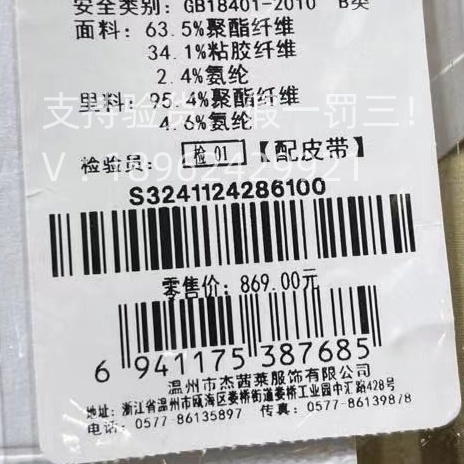 安全类别: GB18401-2010 B类
面料: 63.5%聚酯纤维
34.1%粘胶纤维
2.4%氨纶
里料: 95.4%聚酯纤维
4.6%氨纶
支持验货 假一罚三!
检验员: 检01 【配皮带】
S3241124286100
零售价: 869.00元
6 941175 387685
温州市杰茜莱服饰有限公司
地址: 浙江省温州市瓯海区娄桥街道娄桥工业园中汇路428号
电话: 0577-86135897 传真: 0577-86139878